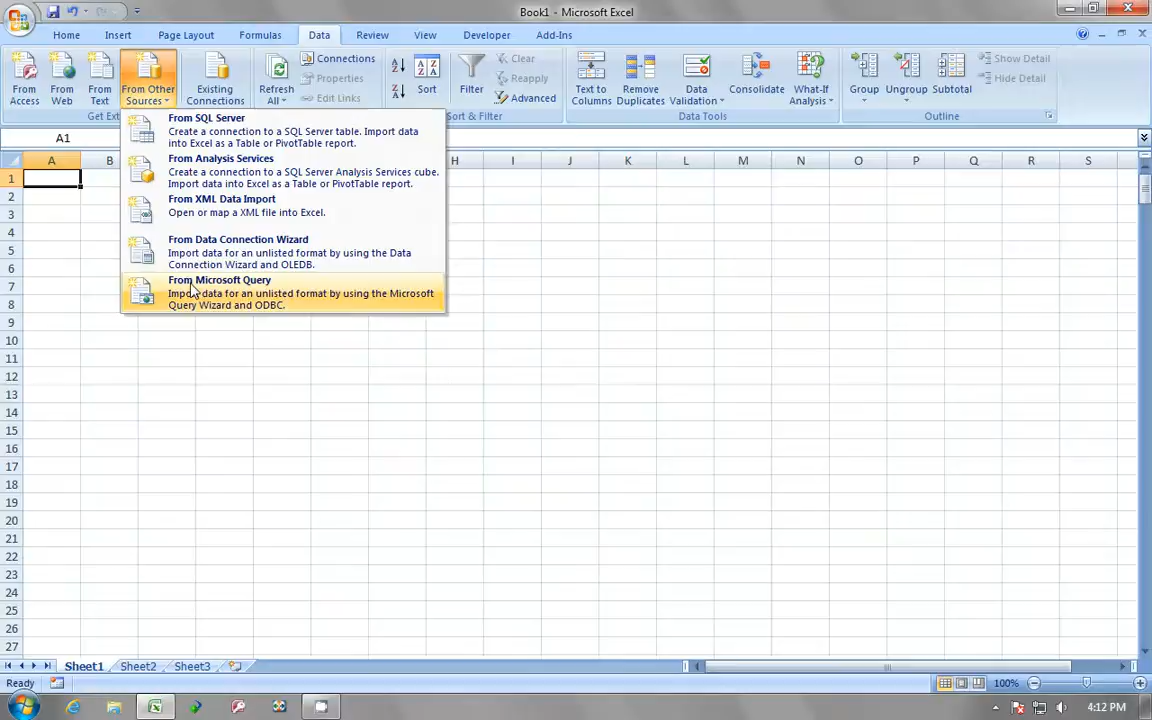 Book1 - Microsoft Excel
Home Insert Page Layout Formulas Data Review View Developer Add-Ins
From Access
From Web
From Text
From Other Sources
Existing Connections
Refresh All
Connections
Properties
Edit Links
Sort
Filter
Clear
Reapply
Advanced
Text to Columns
Remove Duplicates
Data Validation
Consolidate
What-If Analysis
Group
Ungroup
Subtotal
Show Detail
Hide Detail
Get Ext
Sort & Filter
Data Tools
Outline
From SQL Server
Create a connection to a SQL Server table. Import data
into Excel as a Table or PivotTable report.
From Analysis Services
Create a connection to a SQL Server Analysis Services cube.
Import data into Excel as a Table or PivotTable report.
From XML Data Import
Open or map a XML file into Excel.
From Data Connection Wizard
Import data for an unlisted format by using the Data
Connection Wizard and OLEDB.
From Microsoft Query
Import data for an unlisted format by using the Microsoft
Query Wizard and ODBC.
A1
A B H I J K L M N O P Q R S
1
2
3
4
5
6
7
8
9
10
11
12
13
14
15
16
17
18
19
20
21
22
23
24
25
26
27
Sheet1 Sheet2 Sheet3
Ready
100%
4:12 PM